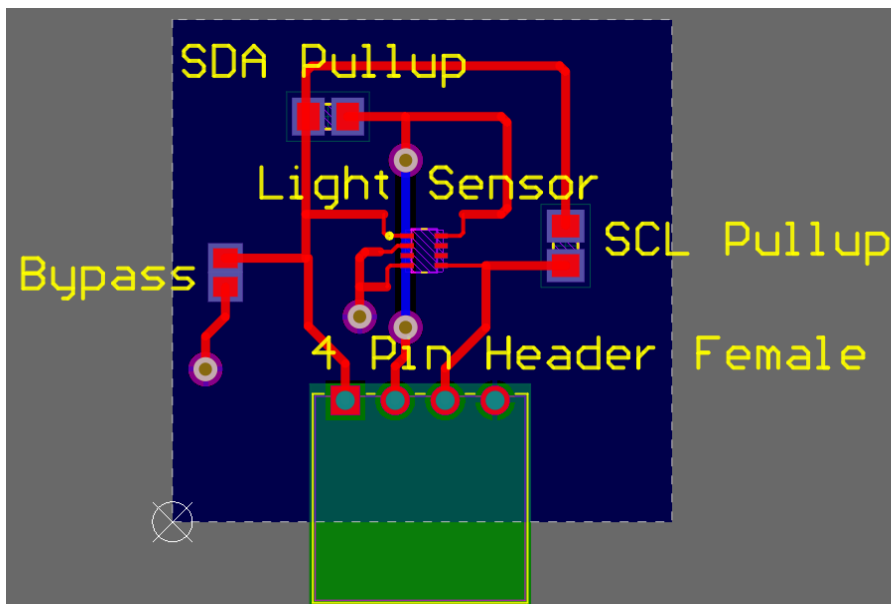 SDA Pullup
Light Sensor
SCL Pullup
Bypass
4 Pin Header Female